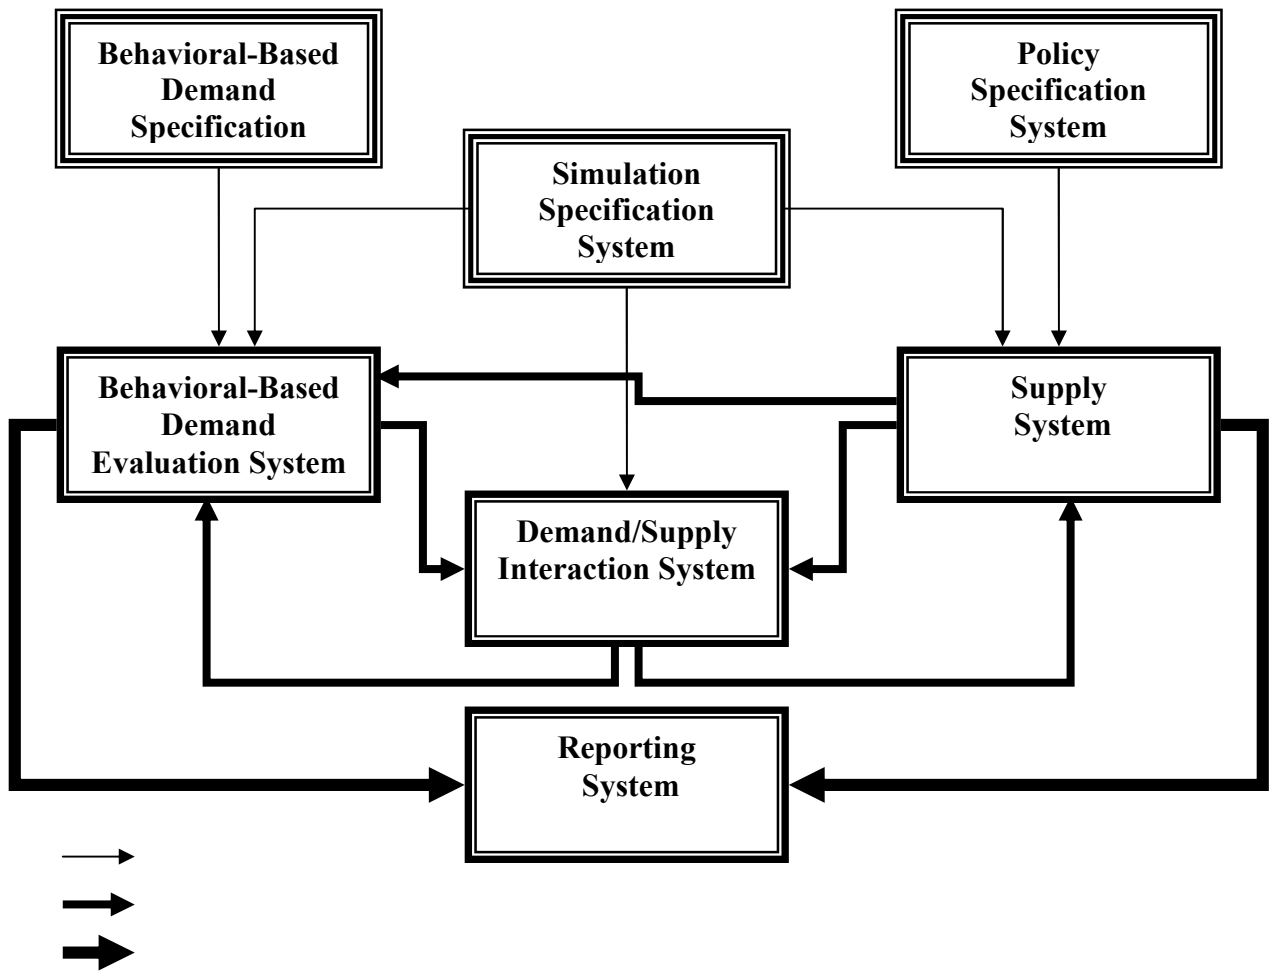 Behavioral-Based
Demand
Specification
Policy
Specification
System
Simulation
Specification
System
Behavioral-Based
Demand
Evaluation System
Supply
System
Demand/Supply
Interaction System
Reporting
System